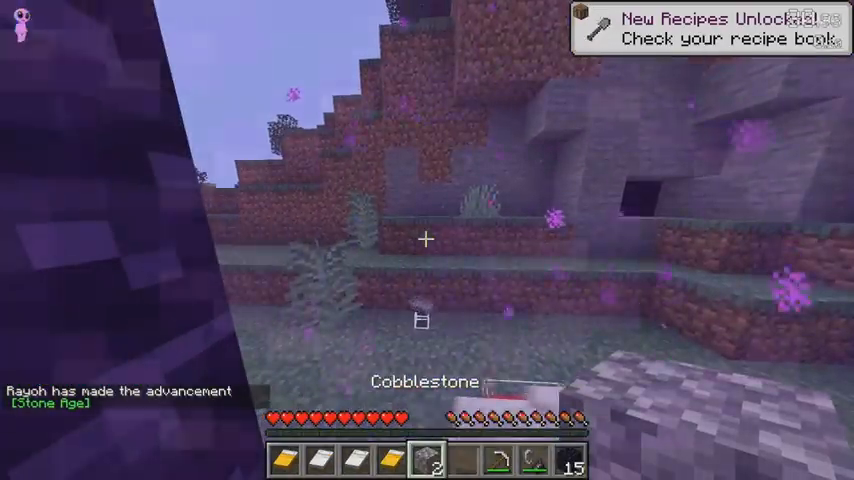 New Recipes Unlocked!
Check your recipe book
Cobblestone
Rayoh has made the advancement
[Stone Age]
2
15